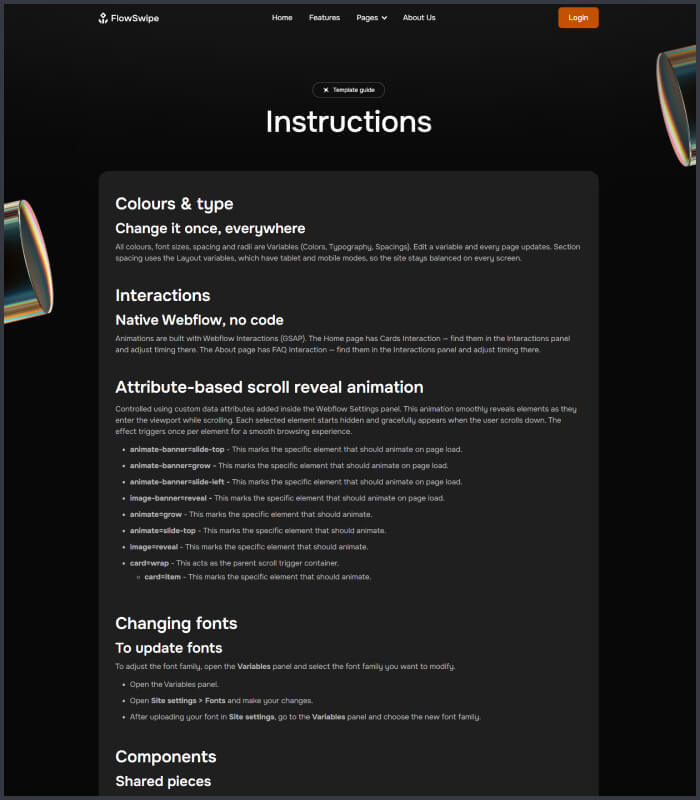 FlowSwipe
Home Features Pages About Us
Login
Template guide
Instructions
Colours & type
Change it once, everywhere
All colours, font sizes, spacing and radii are Variables (Colors, Typography, Spacings). Edit a variable and every page updates. Section
spacing uses the Layout variables, which have tablet and mobile modes, so the site stays balanced on every screen.
Interactions
Native Webflow, no code
Animations are built with Webflow Interactions (GSAP). The Home page has Cards Interaction — find them in the Interactions panel
and adjust timing there. The About page has FAQ Interaction — find them in the Interactions panel and adjust timing there.
Attribute-based scroll reveal animation
Controlled using custom data attributes added inside the Webflow Settings panel. This animation smoothly reveals elements as they
enter the viewport while scrolling. Each selected element starts hidden and gracefully appears when the user scrolls down. The
effect triggers once per element for a smooth browsing experience.
• animate-banner=slide-top - This marks the specific element that should animate on page load.
• animate-banner=grow - This marks the specific element that should animate on page load.
• animate-banner=slide-left - This marks the specific element that should animate on page load.
• image-banner=reveal - This marks the specific element that should animate on page load.
• animate=grow - This marks the specific element that should animate.
• animate=slide-top - This marks the specific element that should animate.
• image=reveal - This marks the specific element that should animate.
• card=wrap - This acts as the parent scroll trigger container.
◦ card=item - This marks the specific element that should animate.
Changing fonts
To update fonts
To adjust the font family, open the Variables panel and select the font family you want to modify.
• Open the Variables panel.
• Open Site settings > Fonts and make your changes.
• After uploading your font in Site settings, go to the Variables panel and choose the new font family.
Components
Shared pieces